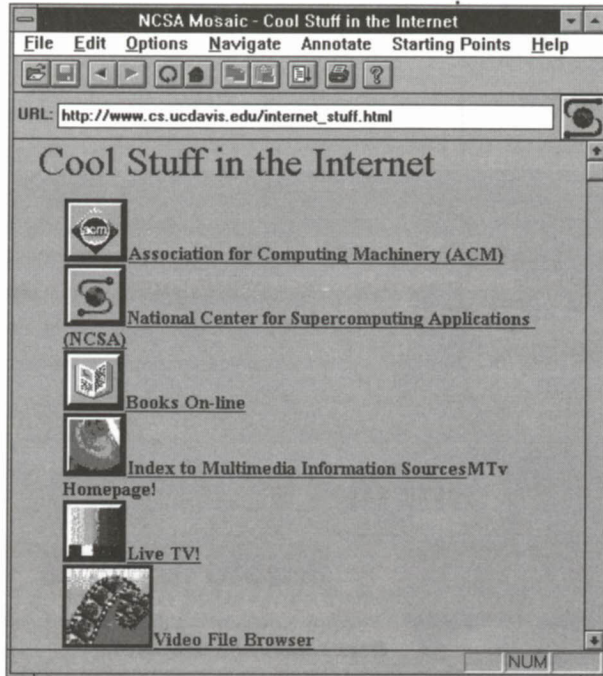 NCSA Mosaic - Cool Stuff in the Internet
File Edit Options Navigate Annotate Starting Points Help
URL: http://www.cs.ucdavis.edu/internet_stuff.html
Cool Stuff in the Internet
acm
Association for Computing Machinery (ACM)
National Center for Supercomputing Applications
(NCSA)
Books On-line
Index to Multimedia Information SourcesMTv
Homepage!
Live TV!
Video File Browser
NUM